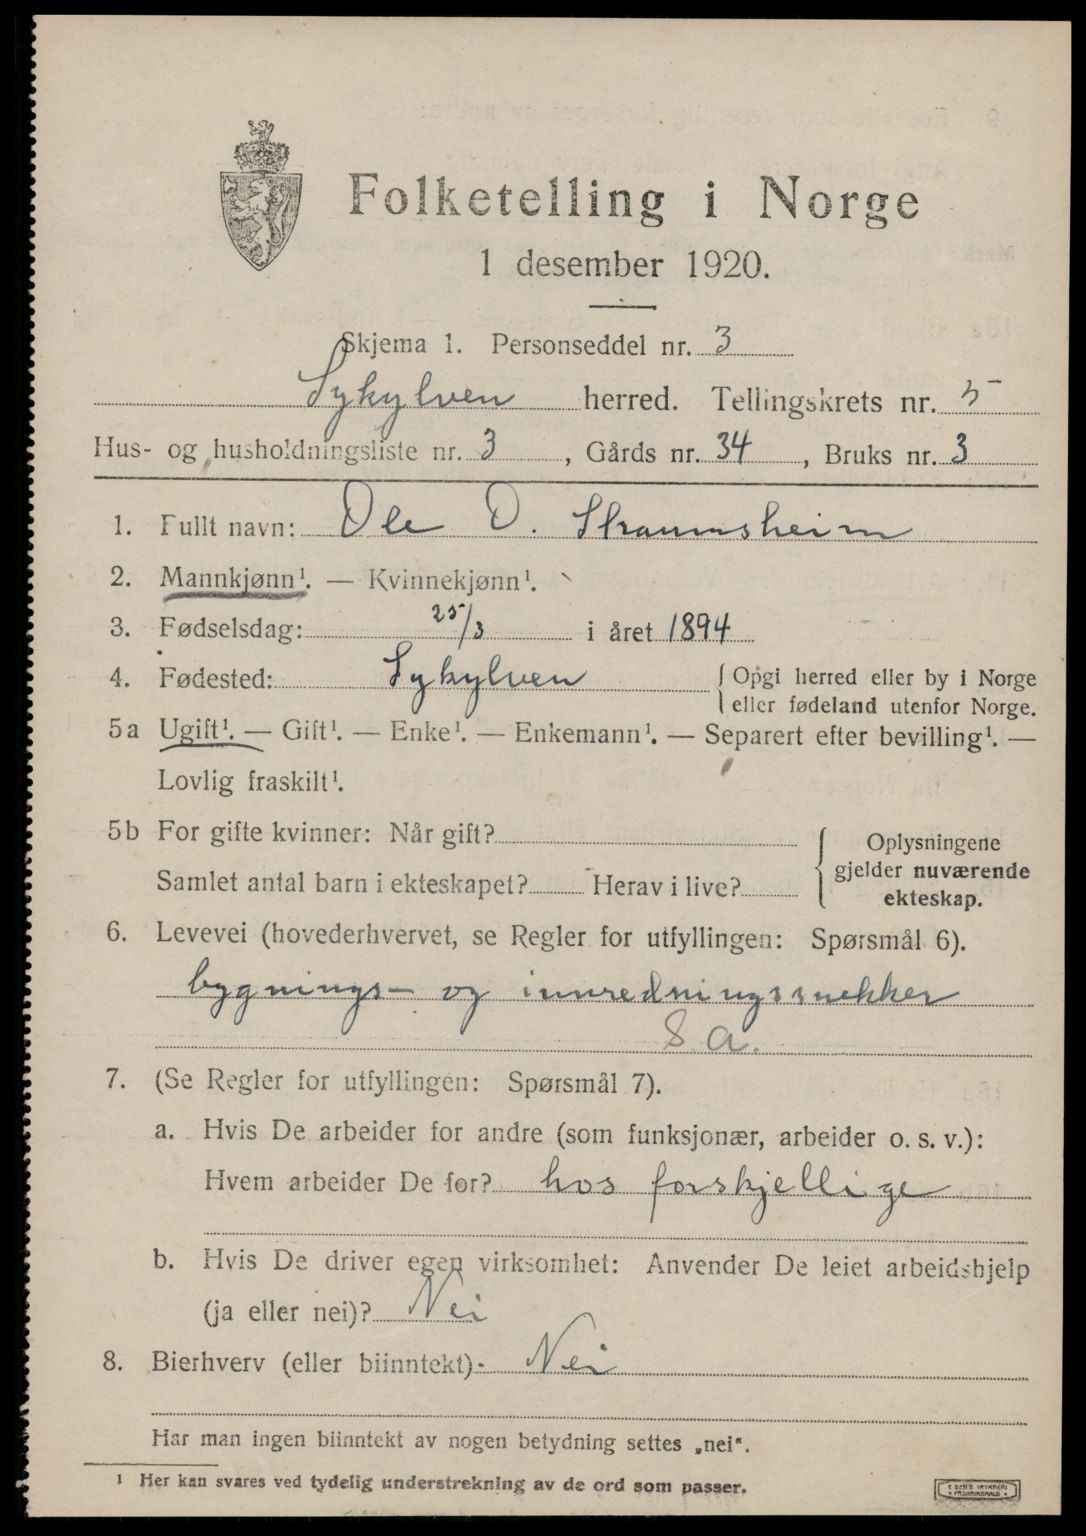 Folketelling i Norge
1 desember 1920.
Skjema 1. Personseddel nr. 3
Sykylven herred. Tellingskrets nr. 5
Hus- og husholdningsliste nr. 3, Gårds nr. 34, Bruks nr. 3
1. Fullt navn: Ole O. Straumsheim
2. Mannkjønn¹. — Kvinnekjønn¹.
3. Fødselsdag: 25/3 i året 1894
4. Fødested: Sykylven { Opgi herred eller by i Norge
eller fødeland utenfor Norge.
5a Ugift¹. — Gift¹. — Enke¹. — Enkemann¹. — Separert efter bevilling¹. —
Lovlig fraskilt¹.
5b For gifte kvinner: Når gift?
Samlet antal barn i ekteskapet? Herav i live?
{ Oplysningene
gjelder nuværende
ekteskap.
6. Levevei (hovederhvervet, se Regler for utfyllingen: Spørsmål 6).
bygnings- og innredningssnekker
S. a.
7. (Se Regler for utfyllingen: Spørsmål 7).
a. Hvis De arbeider for andre (som funksjonær, arbeider o. s. v.):
Hvem arbeider De for? hos forskjellige
b. Hvis De driver egen virksomhet: Anvender De leiet arbeidshjelp
(ja eller nei)? Nei
8. Bierhverv (eller biinntekt) Nei
Har man ingen biinntekt av nogen betydning settes „nei“.
¹ Her kan svares ved tydelig understrekning av de ord som passer.